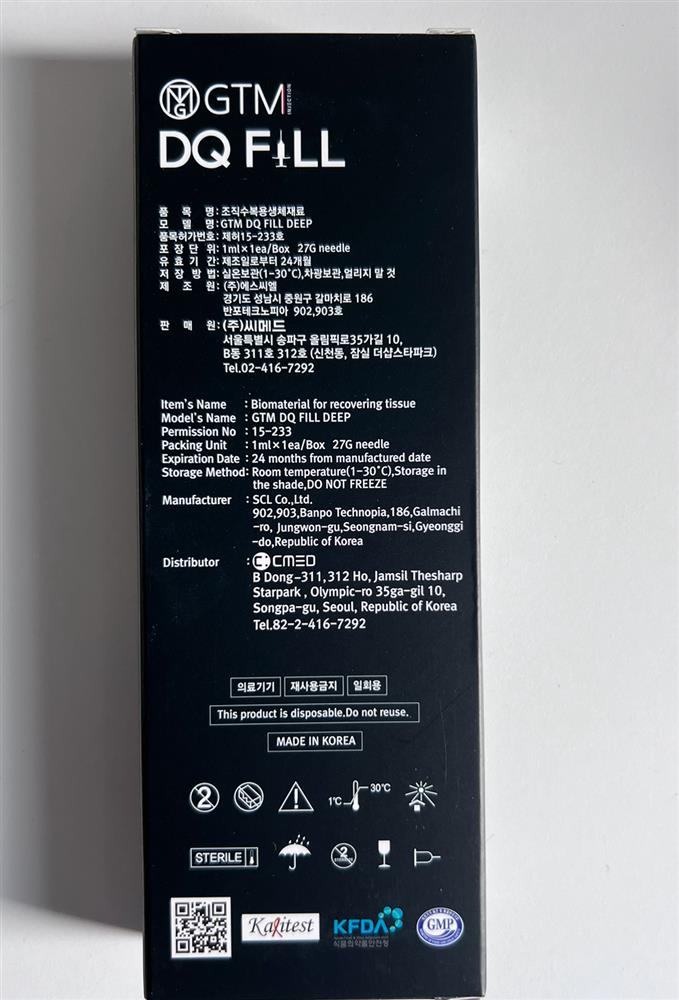 GTM INJECTION
DQ FILL
품 목 명:조직수복용생체재료
모 델 명:GTM DQ FILL DEEP
품목허가번호:제허15-233호
포 장 단 위:1ml×1ea/Box 27G needle
유 효 기 간:제조일로부터 24개월
저 장 방 법:실온보관(1-30˚C),차광보관,얼리지 말 것
제 조 원:(주)에스씨엘
경기도 성남시 중원구 갈마치로 186
반포테크노피아 902,903호
판 매 원:(주)씨메드
서울특별시 송파구 올림픽로35가길 10,
B동 311호 312호 (신천동, 잠실 더샵스타파크)
Tel.02-416-7292
Item's Name : Biomaterial for recovering tissue
Model's Name : GTM DQ FILL DEEP
Permission No : 15-233
Packing Unit : 1ml×1ea/Box 27G needle
Expiration Date : 24 months from manufactured date
Storage Method: Room temperature(1-30˚C),Storage in
the shade,DO NOT FREEZE
Manufacturer : SCL Co.,Ltd.
902,903,Banpo Technopia,186,Galmachi
-ro, Jungwon-gu,Seongnam-si,Gyeonggi
-do,Republic of Korea
Distributor : CMED
B Dong-311,312 Ho, Jamsil Thesharp
Starpark , Olympic-ro 35ga-gil 10,
Songpa-gu, Seoul, Republic of Korea
Tel.82-2-416-7292
의료기기 재사용금지 일회용
This product is disposable.Do not reuse.
MADE IN KOREA
2 1℃ 30℃
STERILE 2
Kalitest KFDA GMP
식품의약품안전청